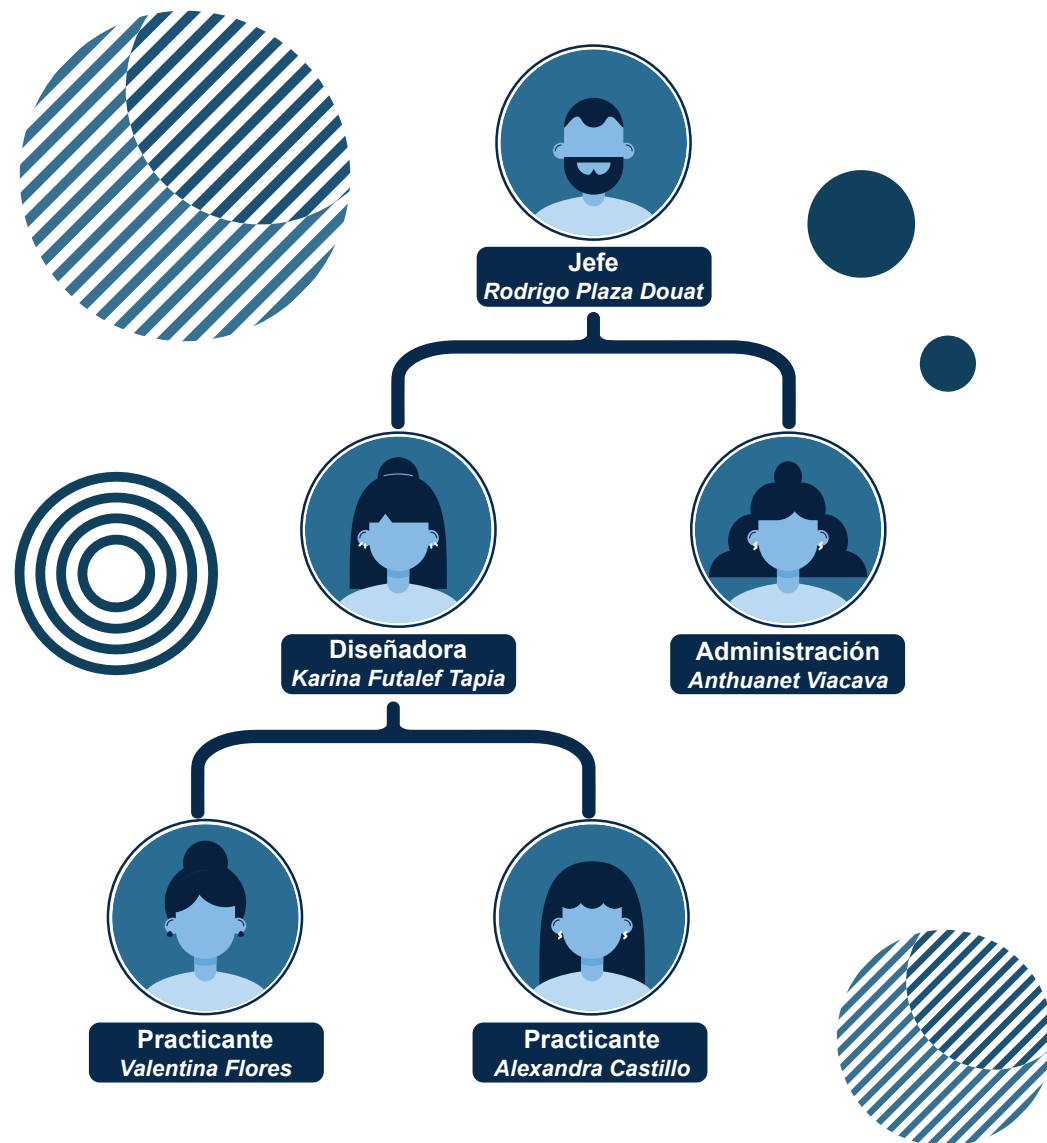 Jefe
Rodrigo Plaza Douat
Diseñadora
Karina Futalef Tapia
Administración
Anthuanet Viacava
Practicante
Valentina Flores
Practicante
Alexandra Castillo